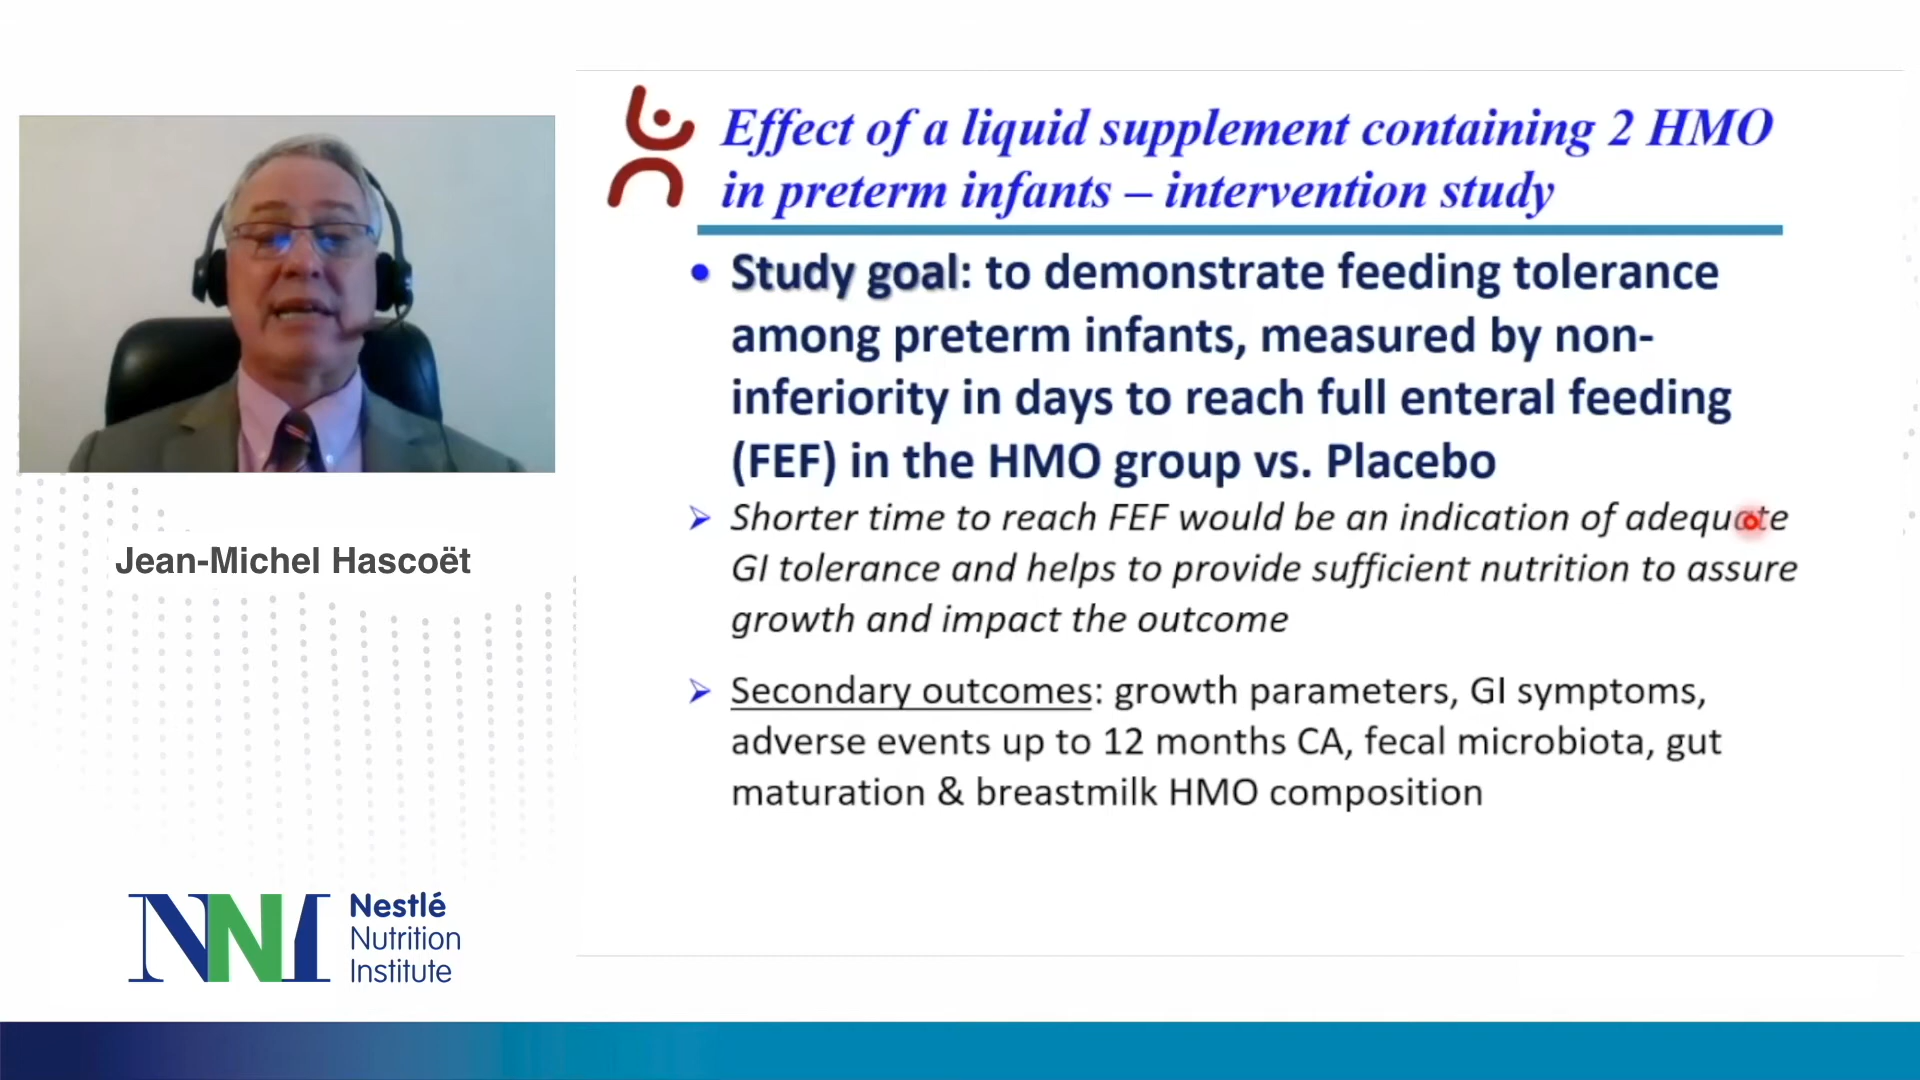 Effect of a liquid supplement containing 2 HMO
in preterm infants – intervention study
• Study goal: to demonstrate feeding tolerance
among preterm infants, measured by non-
inferiority in days to reach full enteral feeding
(FEF) in the HMO group vs. Placebo
➢ Shorter time to reach FEF would be an indication of adequate
GI tolerance and helps to provide sufficient nutrition to assure
growth and impact the outcome
➢ Secondary outcomes: growth parameters, GI symptoms,
adverse events up to 12 months CA, fecal microbiota, gut
maturation & breastmilk HMO composition
Jean-Michel Hascoët
NNI
Nestlé
Nutrition
Institute